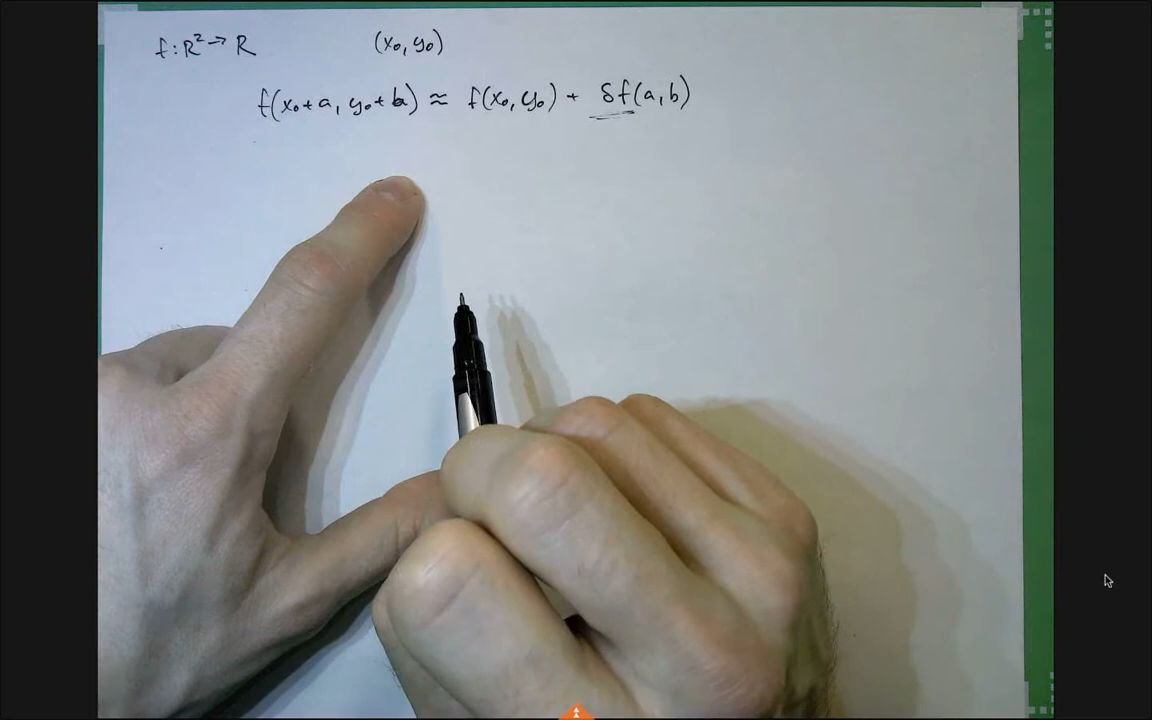 f: R² → R (x₀, y₀)
f(x₀+a, y₀+b) ≈ f(x₀, y₀) + δf(a, b)